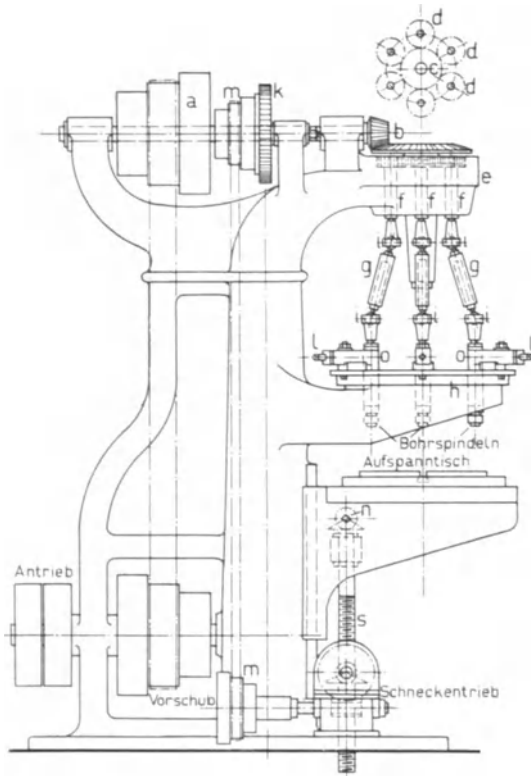 d
d
c
d
a
m
k
b
e
f
f
f
g
g
i
i
i
i
l
l
h
Bohrspindeln
Aufspanntisch
n
Antrieb
s
m
Vorschub
Schneckentrieb